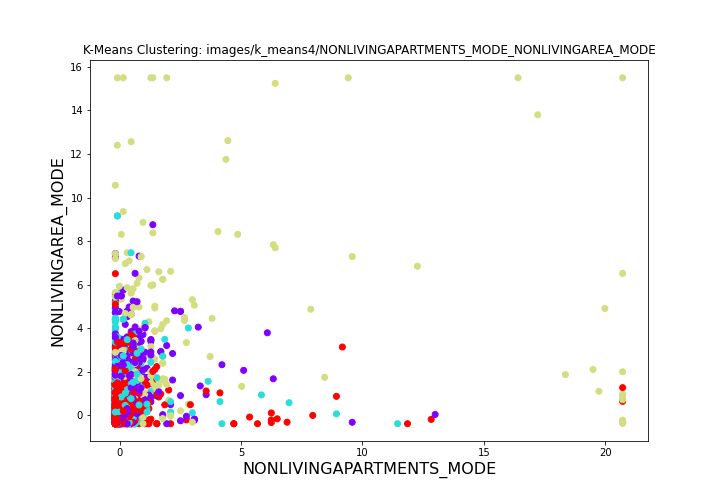 K-Means Clustering: images/k_means4/NONLIVINGAPARTMENTS_MODE_NONLIVINGAREA_MODE
16
14
12
10
8
6
4
2
0
NONLIVINGAREA_MODE
0 5 10 15 20
NONLIVINGAPARTMENTS_MODE